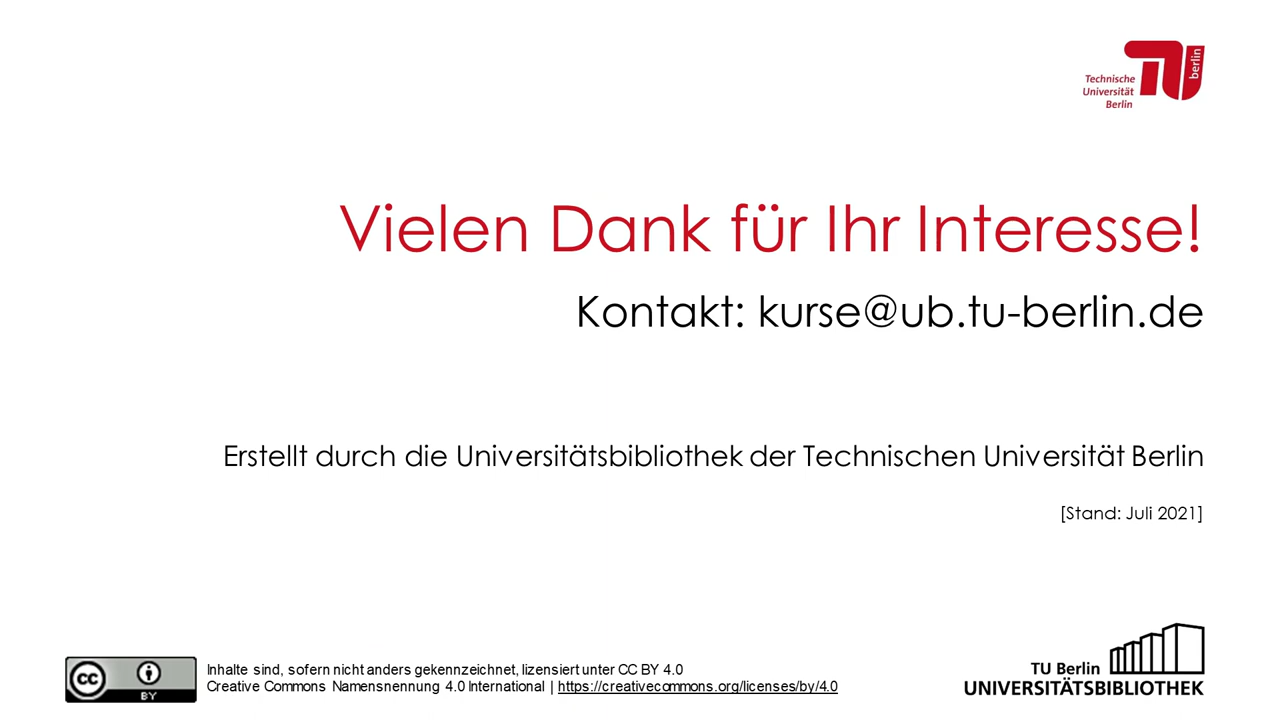 Technische
Universität
Berlin
berlin
Vielen Dank für Ihr Interesse!
Kontakt: kurse@ub.tu-berlin.de
Erstellt durch die Universitätsbibliothek der Technischen Universität Berlin
[Stand: Juli 2021]
cc
BY
Inhalte sind, sofern nicht anders gekennzeichnet, lizensiert unter CC BY 4.0
Creative Commons Namensnennung 4.0 International | https://creativecommons.org/licenses/by/4.0
TU Berlin
UNIVERSITÄTSBIBLIOTHEK